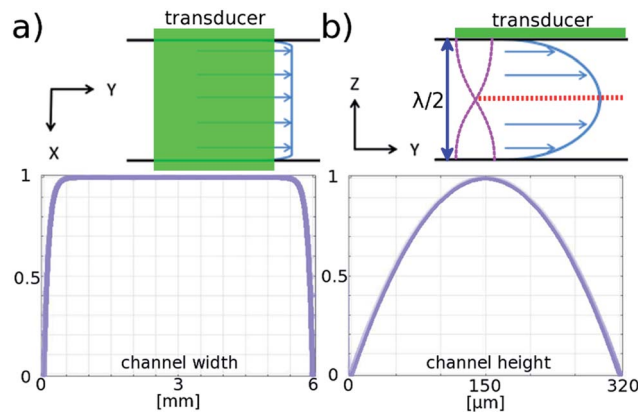 a)
transducer
Y
X
b)
transducer
Z
λ/2
Y
1
0.5
0
channel width
0
3
6
[mm]
1
0.5
0
channel height
0
150
320
[µm]